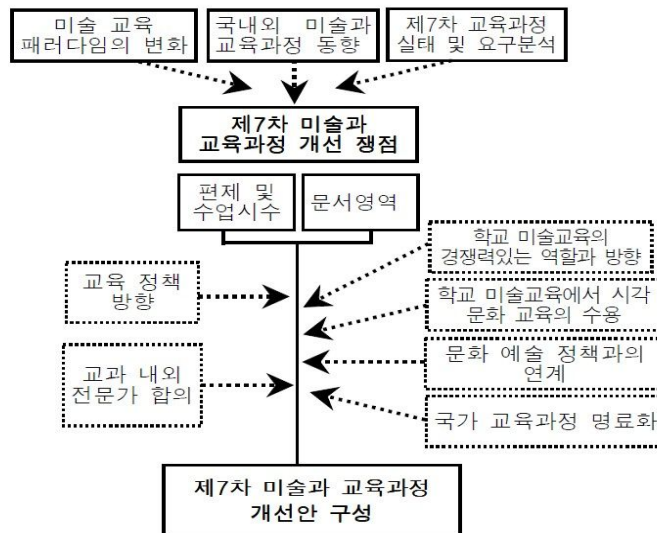 미술 교육
패러다임의 변화
국내외 미술과
교육과정 동향
제7차 교육과정
실태 및 요구분석
제7차 미술과
교육과정 개선 쟁점
편제 및
수업시수
문서영역
학교 미술교육의
경쟁력있는 역할과 방향
교육 정책
방향
학교 미술교육에서 시각
문화 교육의 수용
문화 예술 정책과의
연계
교과 내외
전문가 합의
국가 교육과정 명료화
제7차 미술과 교육과정
개선안 구성